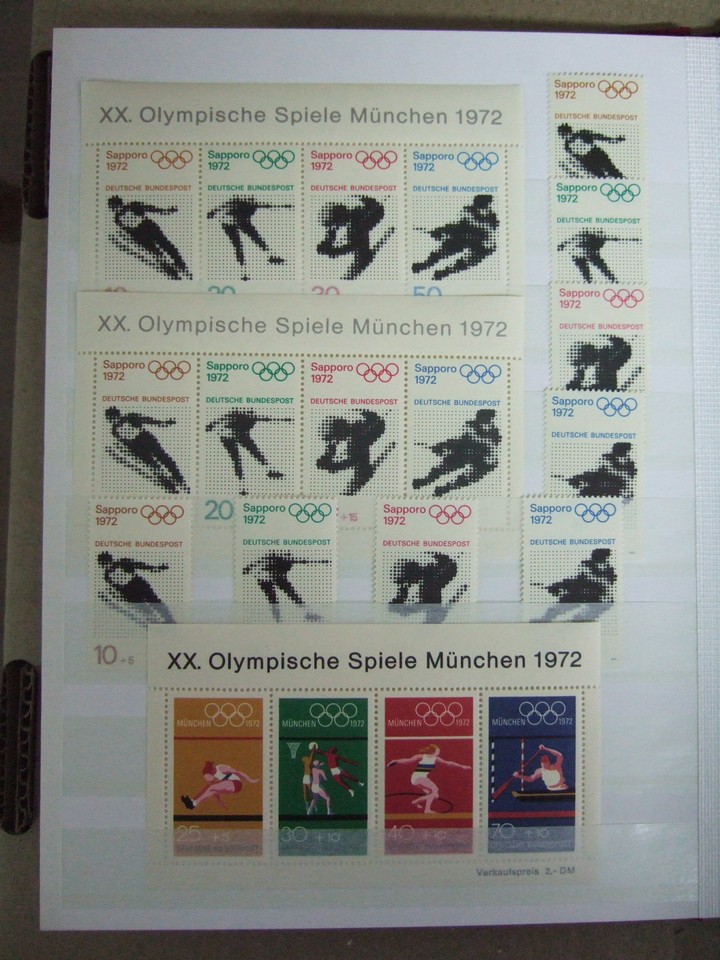 XX. Olympische Spiele München 1972
Sapporo 1972
DEUTSCHE BUNDESPOST
Sapporo 1972
DEUTSCHE BUNDESPOST
Sapporo 1972
DEUTSCHE BUNDESPOST
Sapporo 1972
DEUTSCHE BUNDESPOST
10
20
30
50
Sapporo
1972
DEUTSCHE BUNDESPOST
Sapporo
1972
DEUTSCHE BUNDESPOST
Sapporo
1972
DEUTSCHE BUNDESPOST
Sapporo
1972
DEUTSCHE BUNDESPOST
XX. Olympische Spiele München 1972
Sapporo 1972
DEUTSCHE BUNDESPOST
Sapporo 1972
DEUTSCHE BUNDESPOST
Sapporo 1972
DEUTSCHE BUNDESPOST
Sapporo 1972
DEUTSCHE BUNDESPOST
20
+15
Sapporo
1972
DEUTSCHE BUNDESPOST
10 +5
Sapporo
1972
DEUTSCHE BUNDESPOST
Sapporo
1972
DEUTSCHE BUNDESPOST
Sapporo
1972
DEUTSCHE BUNDESPOST
XX. Olympische Spiele München 1972
MÜNCHEN 1972
25 +5
MÜNCHEN 1972
30 +10
MÜNCHEN 1972
40 +10
MÜNCHEN 1972
70 +10
Verkaufspreis 2.- DM